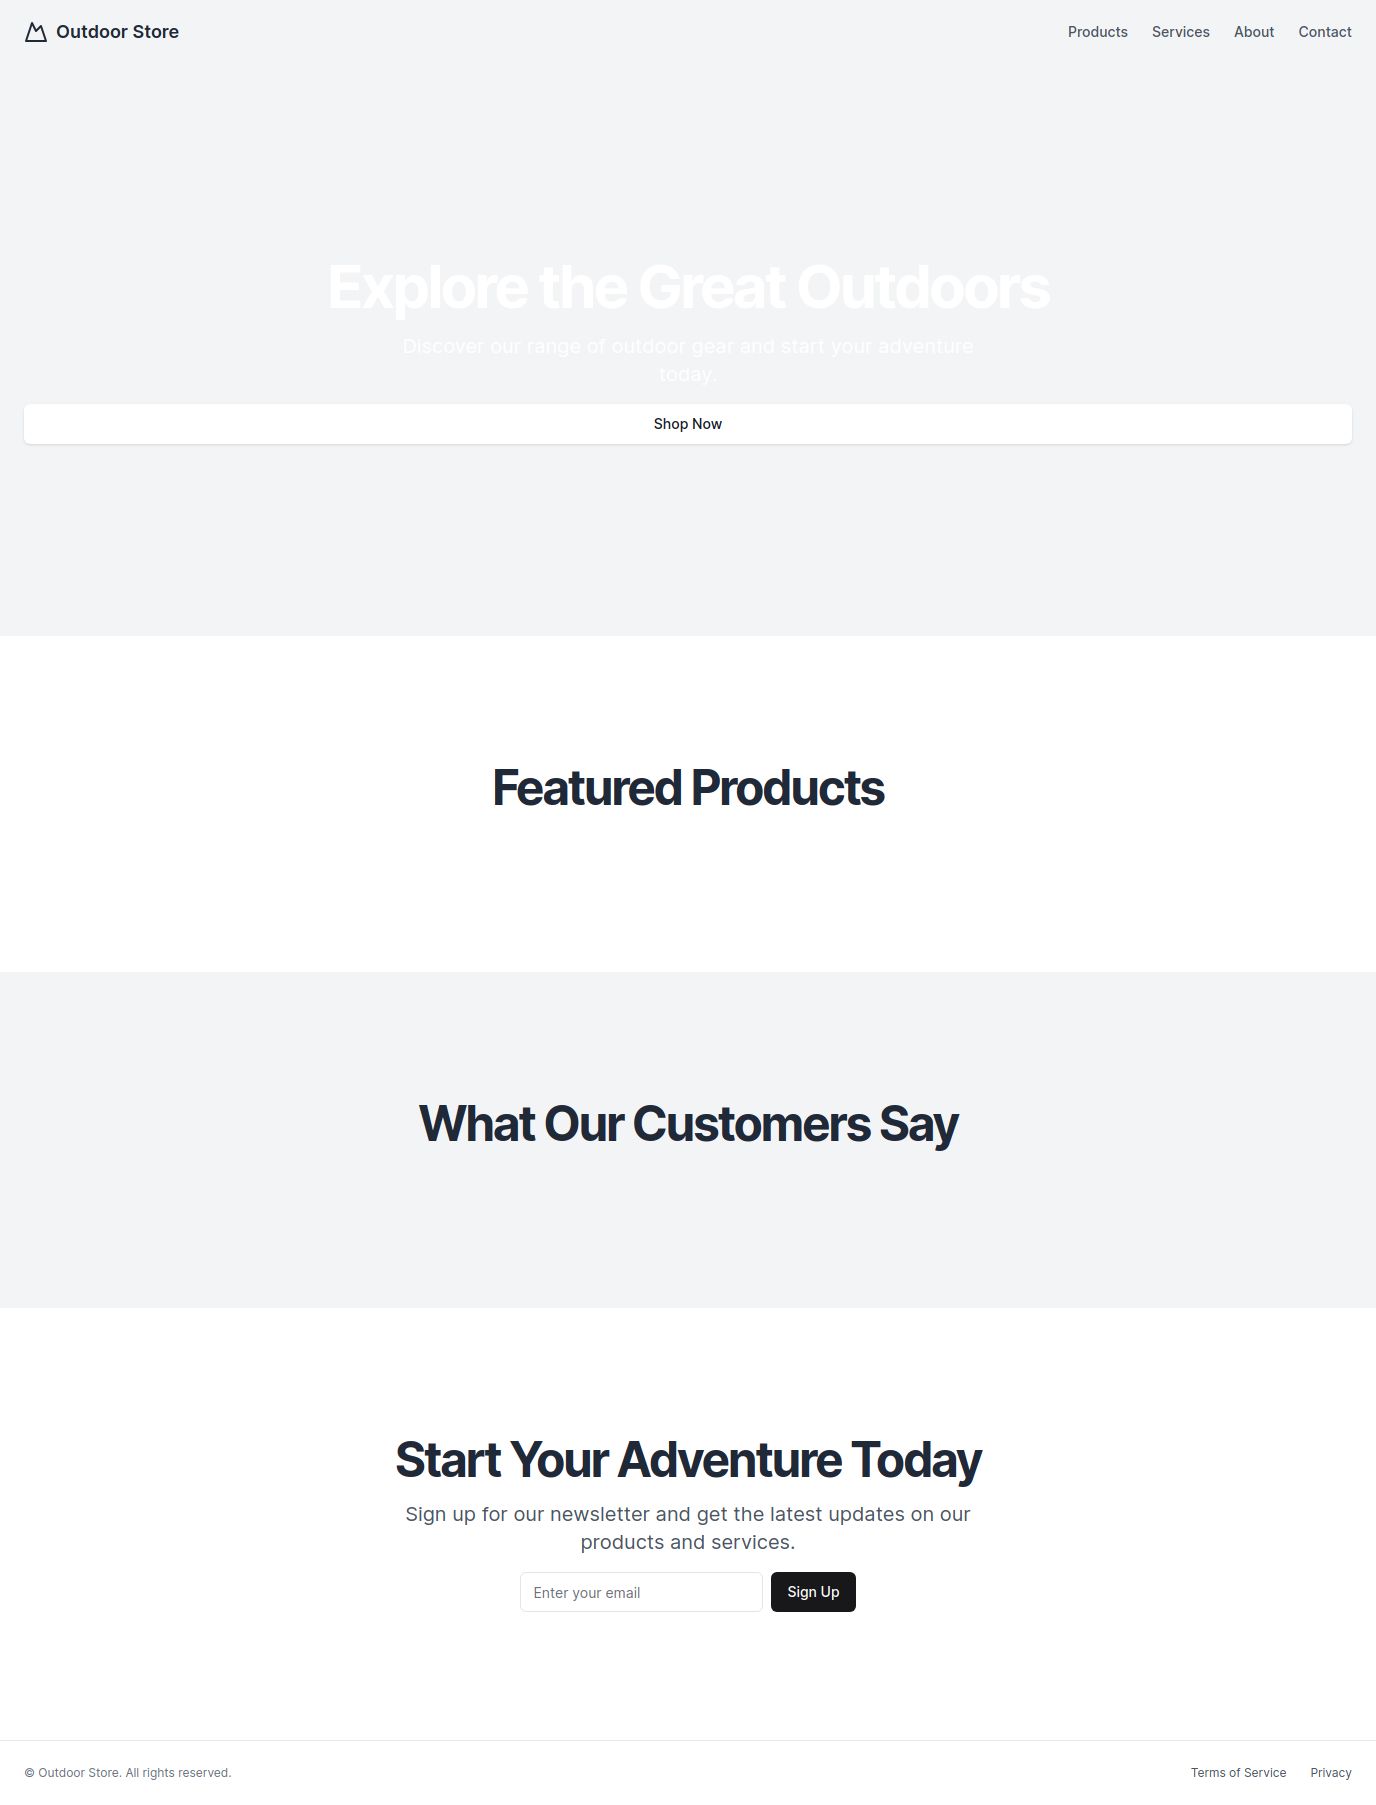 Outdoor Store
Products Services About Contact
Explore the Great Outdoors
Discover our range of outdoor gear and start your adventure
today.
Shop Now
Featured Products
What Our Customers Say
Start Your Adventure Today
Sign up for our newsletter and get the latest updates on our
products and services.
Enter your email
Sign Up
© Outdoor Store. All rights reserved.
Terms of Service Privacy